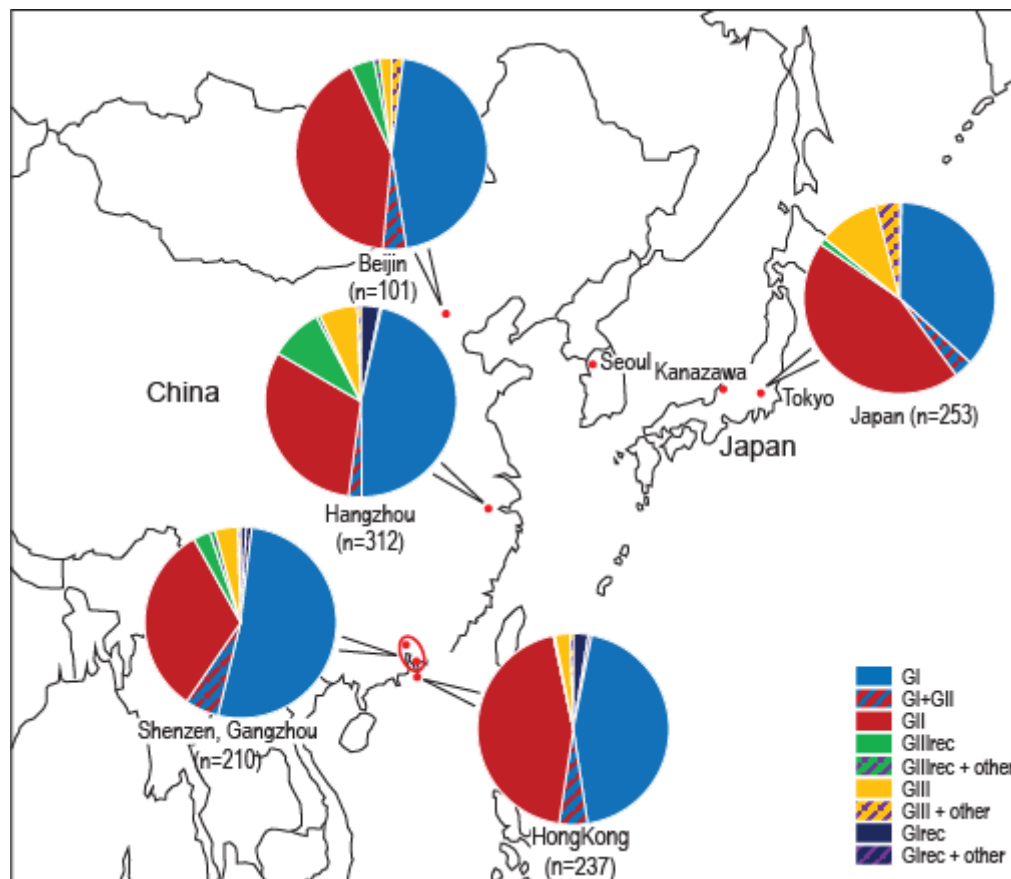 Beijin
(n=101)
China
Seoul
Kanazawa
Tokyo
Japan (n=253)
Japan
Hangzhou
(n=312)
Shenzen, Gangzhou
(n=210)
HongKong
(n=237)
GI
GI+GII
GII
GIIIrec
GIIIrec + other
GIII
GIII + other
GIrec
GIrec + other